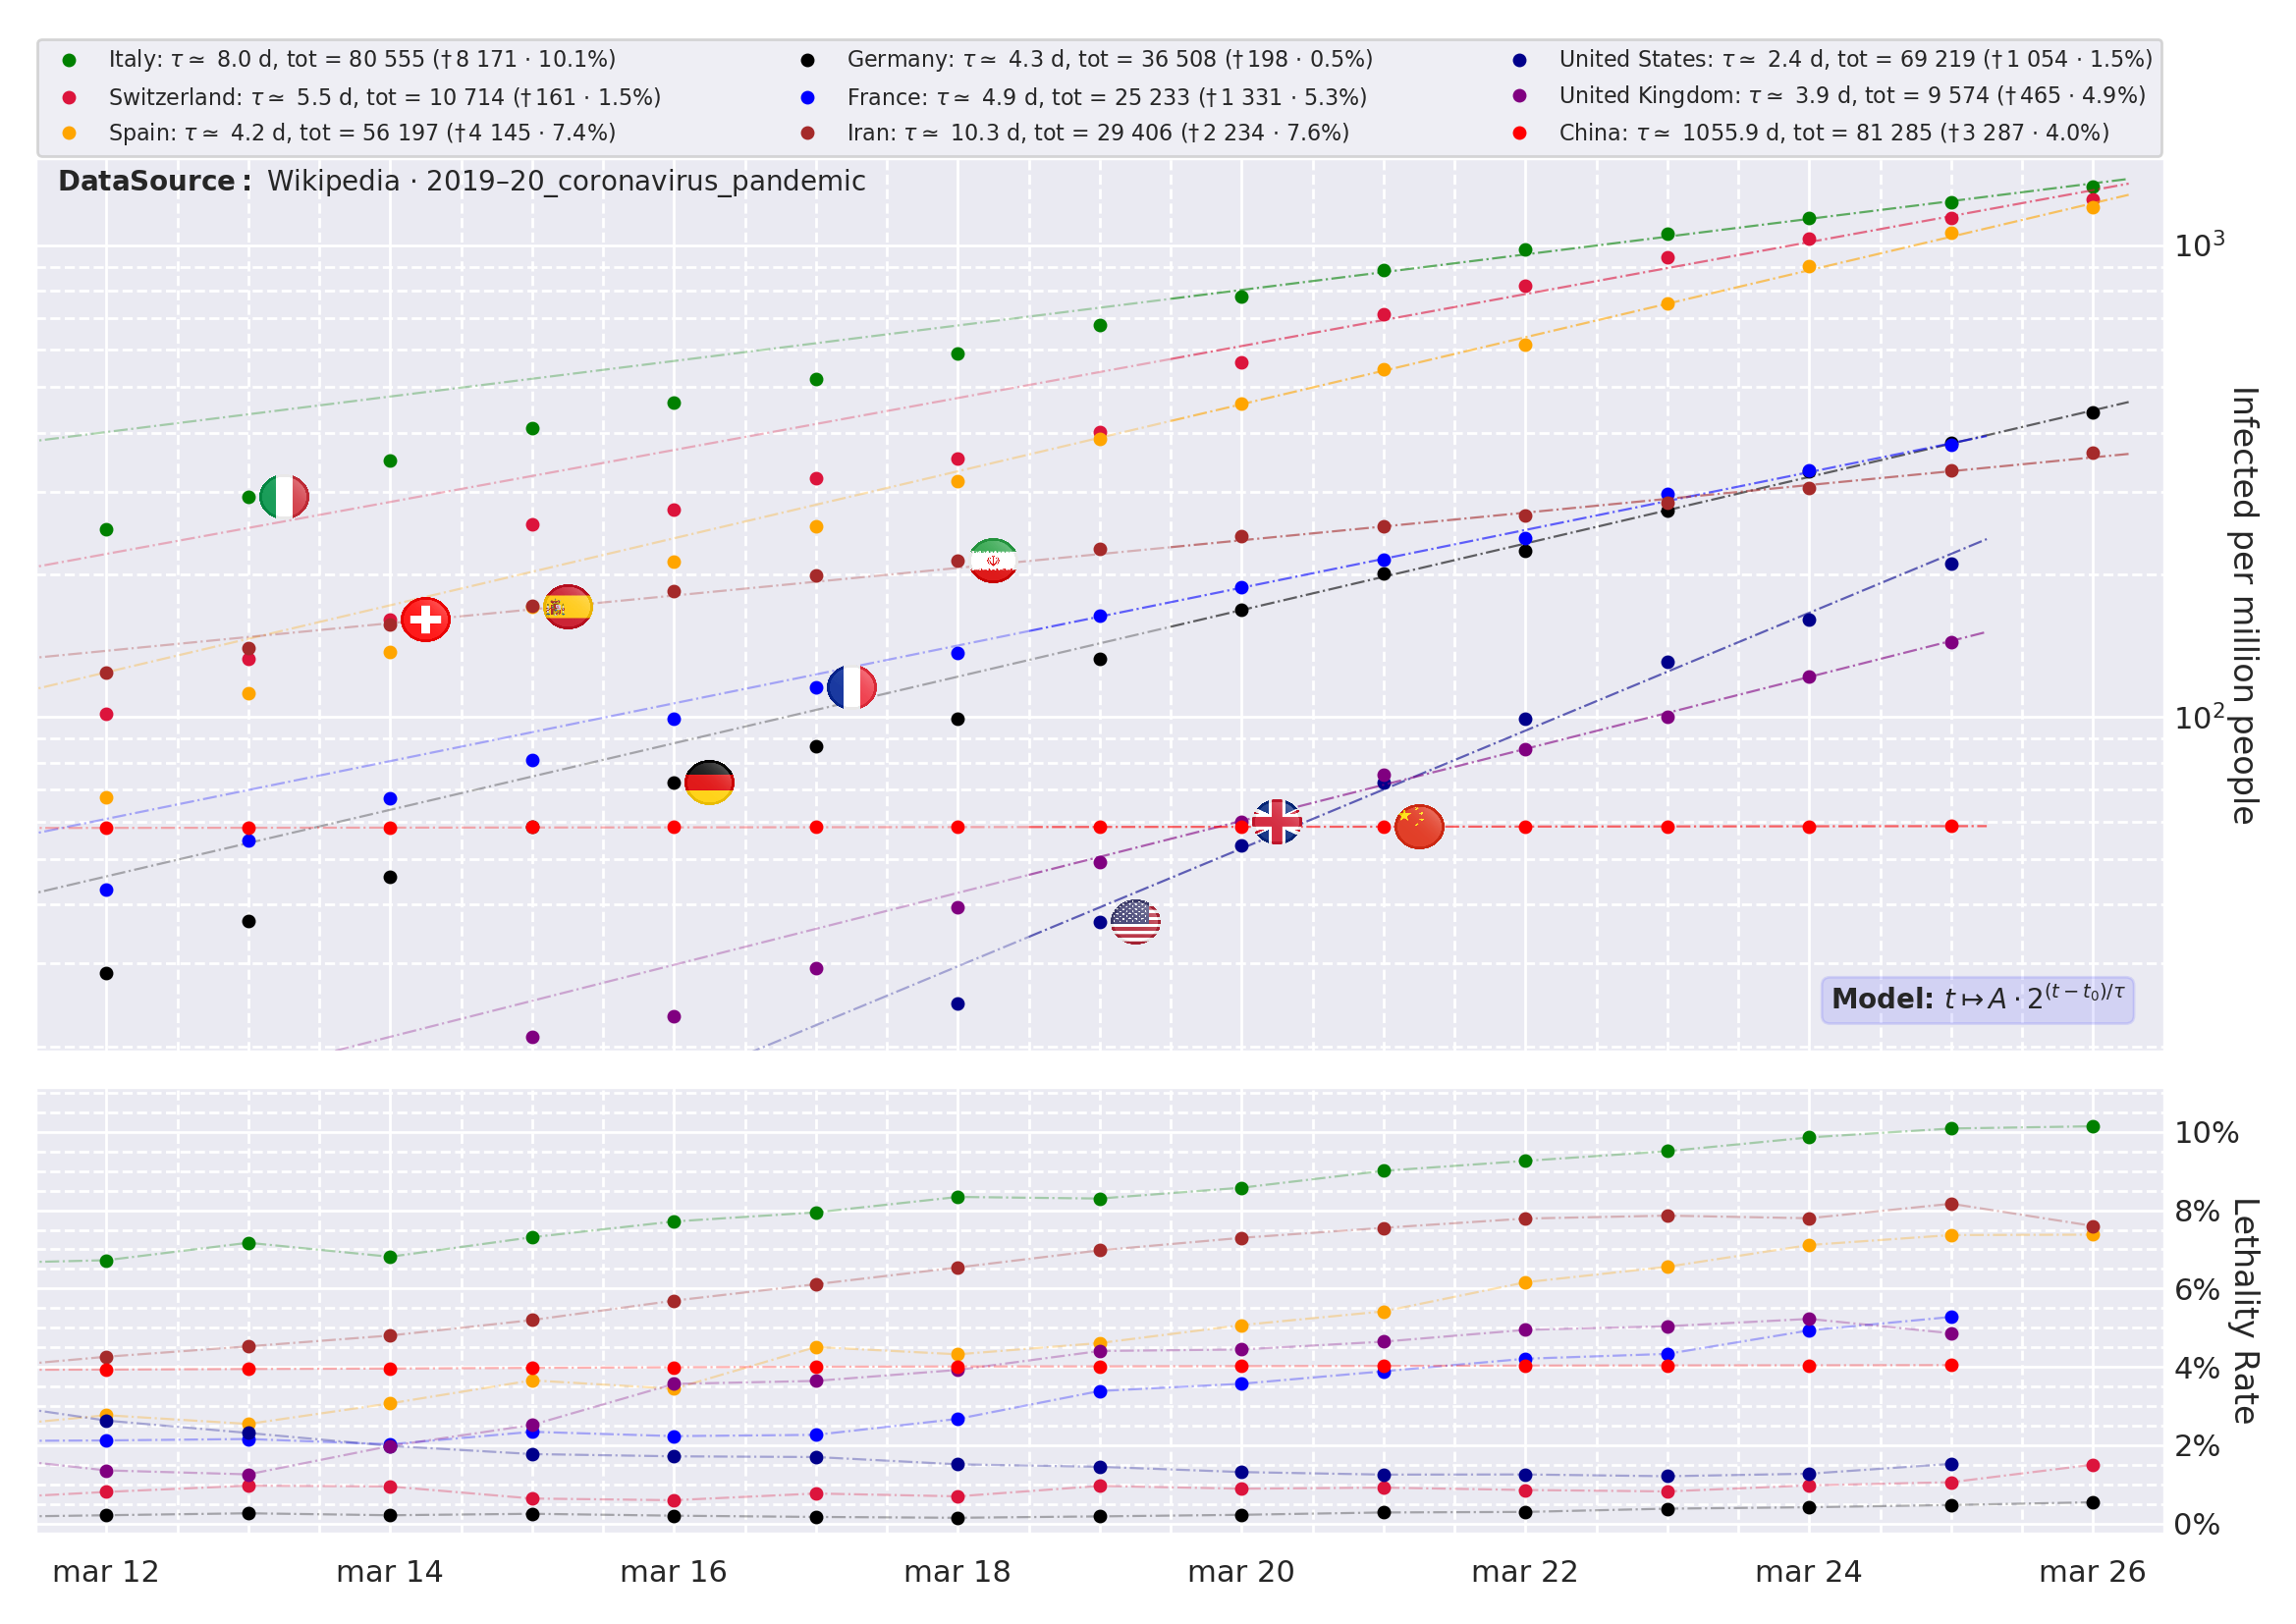 Italy: τ ≃ 8.0 d, tot = 80 555 (†8 171 · 10.1%)
Switzerland: τ ≃ 5.5 d, tot = 10 714 (†161 · 1.5%)
Spain: τ ≃ 4.2 d, tot = 56 197 (†4 145 · 7.4%)
Germany: τ ≃ 4.3 d, tot = 36 508 (†198 · 0.5%)
France: τ ≃ 4.9 d, tot = 25 233 (†1 331 · 5.3%)
Iran: τ ≃ 10.3 d, tot = 29 406 (†2 234 · 7.6%)
United States: τ ≃ 2.4 d, tot = 69 219 (†1 054 · 1.5%)
United Kingdom: τ ≃ 3.9 d, tot = 9 574 (†465 · 4.9%)
China: τ ≃ 1055.9 d, tot = 81 285 (†3 287 · 4.0%)
DataSource: Wikipedia · 2019–20_coronavirus_pandemic
10³
10²
Infected per million people
Model: t ↦ A · 2^{(t − t₀)/τ}
10%
8%
6%
4%
2%
0%
Lethality Rate
mar 12 mar 14 mar 16 mar 18 mar 20 mar 22 mar 24 mar 26